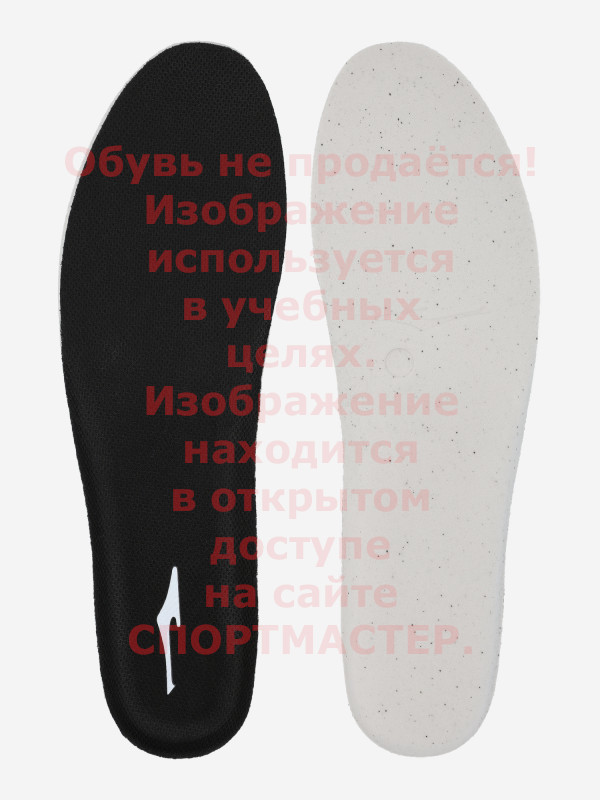 Обувь не продаётся!
Изображение
используется
в учебных
целях.
Изображение
находится
в открытом
доступе
на сайте
СПОРТМАСТЕР.